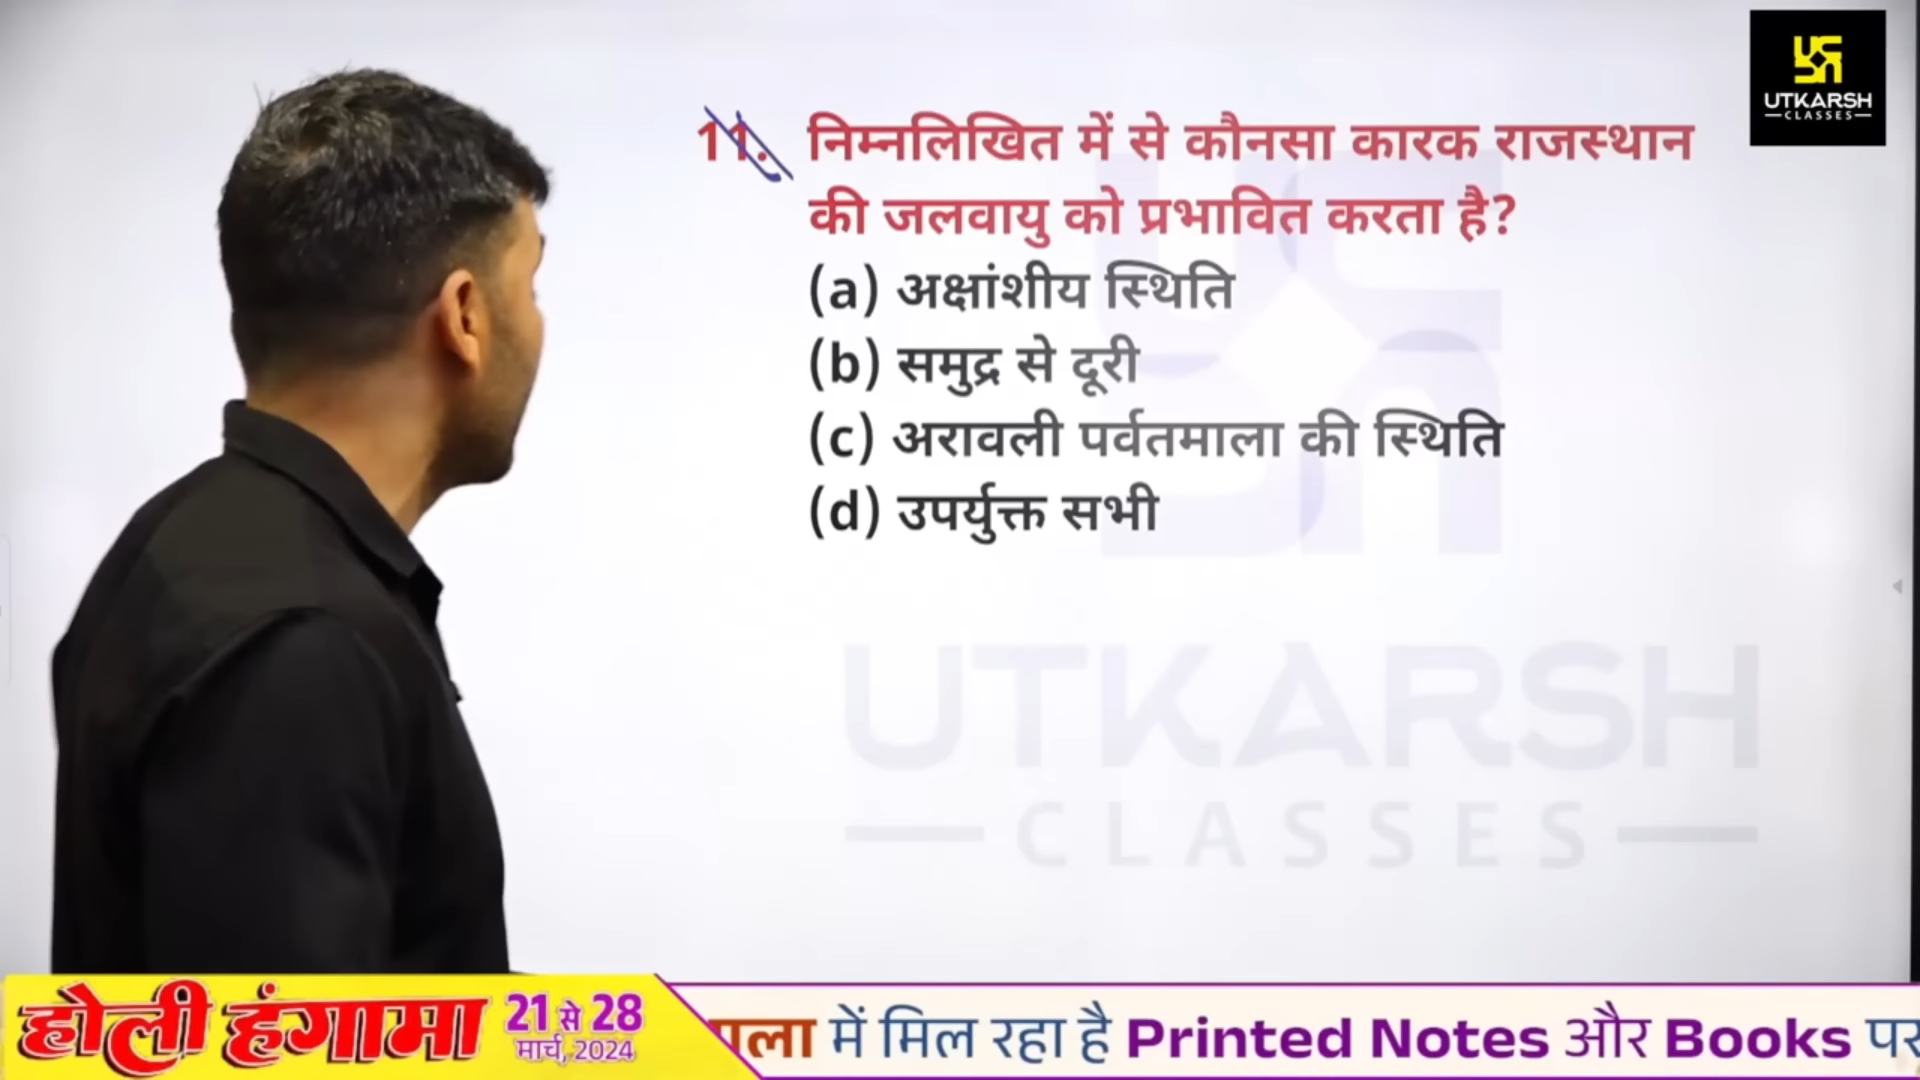 UTKARSH
CLASSES
11. निम्नलिखित में से कौनसा कारक राजस्थान
की जलवायु को प्रभावित करता है?
(a) अक्षांशीय स्थिति
(b) समुद्र से दूरी
(c) अरावली पर्वतमाला की स्थिति
(d) उपर्युक्त सभी
UTKARSH
CLASSES
होली हंगामा 21 से 28
मार्च, 2024
में मिल रहा है Printed Notes और Books